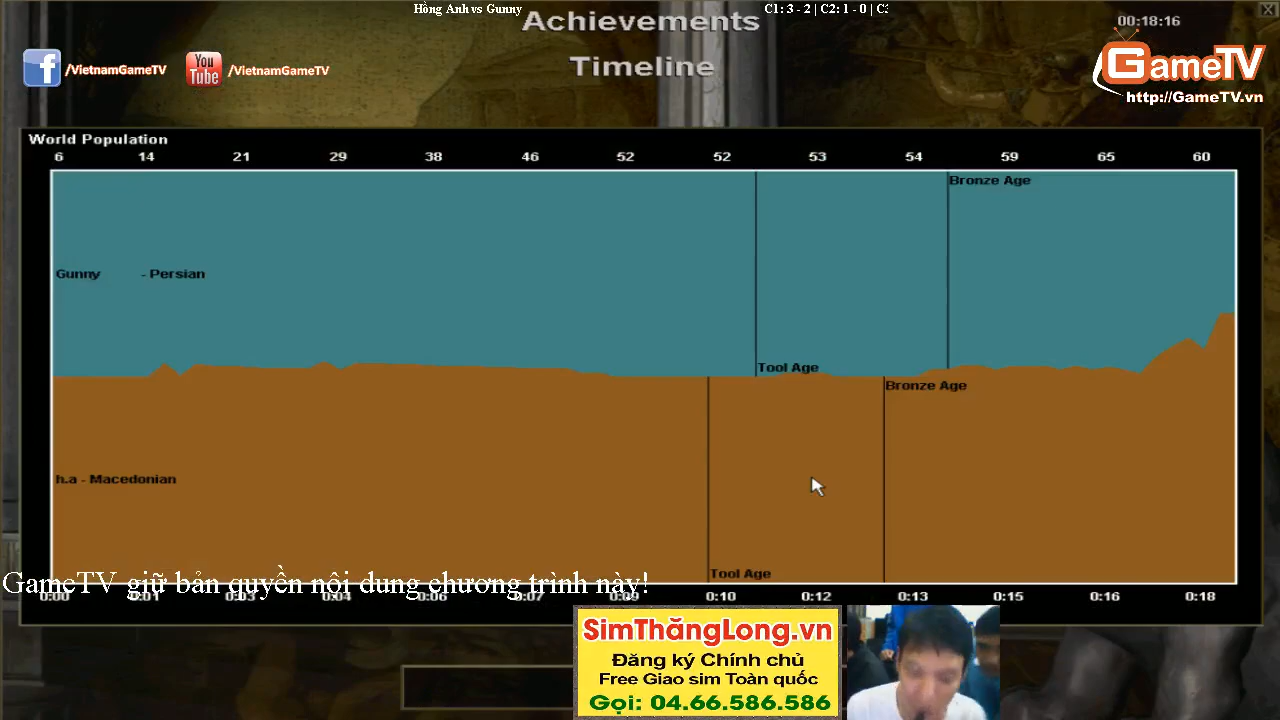 Hồng Anh vs Gunny
C1: 3 - 2 | C2: 1 - 0 |
Achievements
00:18:16
Timeline
/VietnamGameTV
You Tube
/VietnamGameTV
GameTV
http://GameTV.vn
World Population
6 14 21 29 38 46 52 52 53 54 59 65 60
Bronze Age
Gunny - Persian
Tool Age
Bronze Age
h.a - Macedonian
Tool Age
GameTV giữ bản quyền nội dung chương trình này!
0:00 0:01 0:03 0:04 0:06 0:07 0:09 0:10 0:12 0:13 0:15 0:16 0:18
SimThăngLong.vn
Đăng ký Chính chủ
Free Giao sim Toàn quốc
Gọi: 04.66.586.586